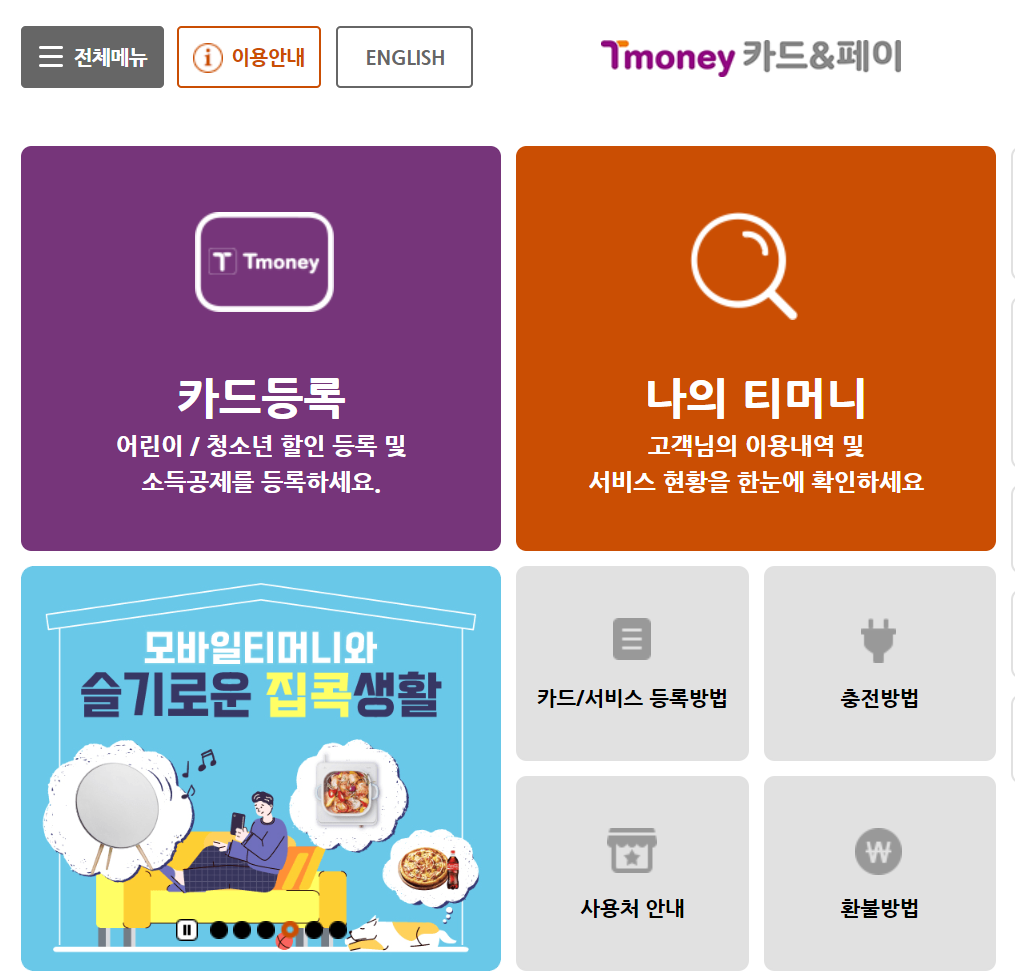 전체메뉴
이용안내
ENGLISH
Tmoney 카드&페이
T Tmoney
카드등록
어린이 / 청소년 할인 등록 및
소득공제를 등록하세요.
나의 티머니
고객님의 이용내역 및
서비스 현황을 한눈에 확인하세요
모바일티머니와
슬기로운 집콕생활
카드/서비스 등록방법
충전방법
사용처 안내
₩
환불방법